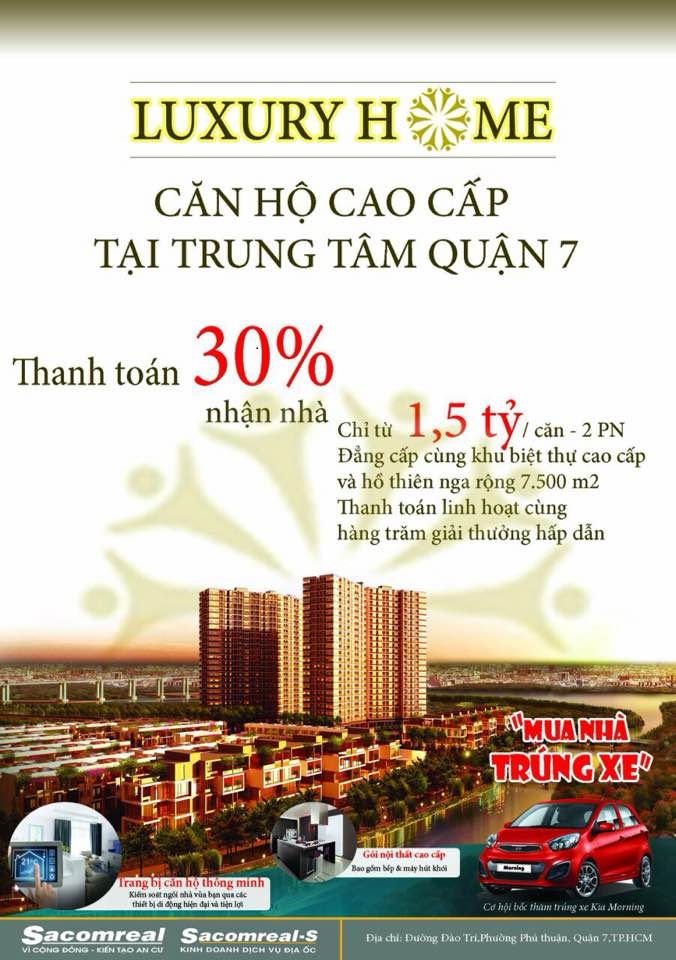 LUXURY HOME
CĂN HỘ CAO CẤP
TẠI TRUNG TÂM QUẬN 7
Thanh toán 30%
nhận nhà
Chỉ từ 1,5 tỷ / căn - 2 PN
Đẳng cấp cùng khu biệt thự cao cấp
và hồ thiên nga rộng 7.500 m2
Thanh toán linh hoạt cùng
hàng trăm giải thưởng hấp dẫn
"MUA NHÀ
TRÚNG XE"
21°C
Trang bị căn hộ thông minh
Kiểm soát ngôi nhà của bạn qua các
thiết bị di động hiện đại và tiện lợi
Gói nội thất cao cấp
Bao gồm bếp & máy hút khói
Morning
Cơ hội bốc thăm trúng xe Kia Morning
Sacomreal
VÌ CỘNG ĐỒNG - KIẾN TẠO AN CƯ
Sacomreal-S
KINH DOANH DỊCH VỤ ĐỊA ỐC
Địa chỉ: Đường Đào Trí,Phường Phú thuận, Quận 7,TP.HCM